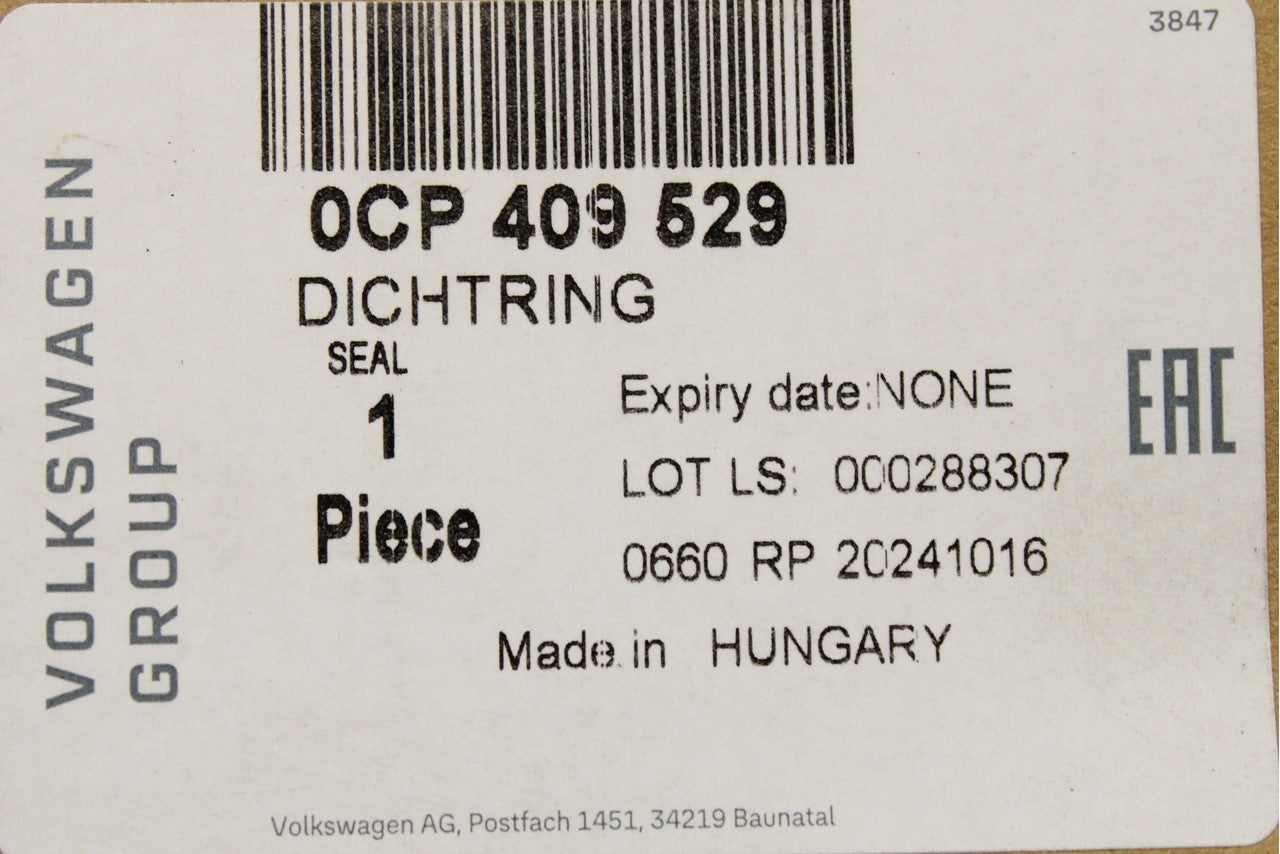 3847
VOLKSWAGEN
GROUP
0CP 409 529
DICHTRING
SEAL
1
Piece
Expiry date:NONE
LOT LS: 000288307
0660 RP 20241016
Made in HUNGARY
EAC
Volkswagen AG, Postfach 1451, 34219 Baunatal